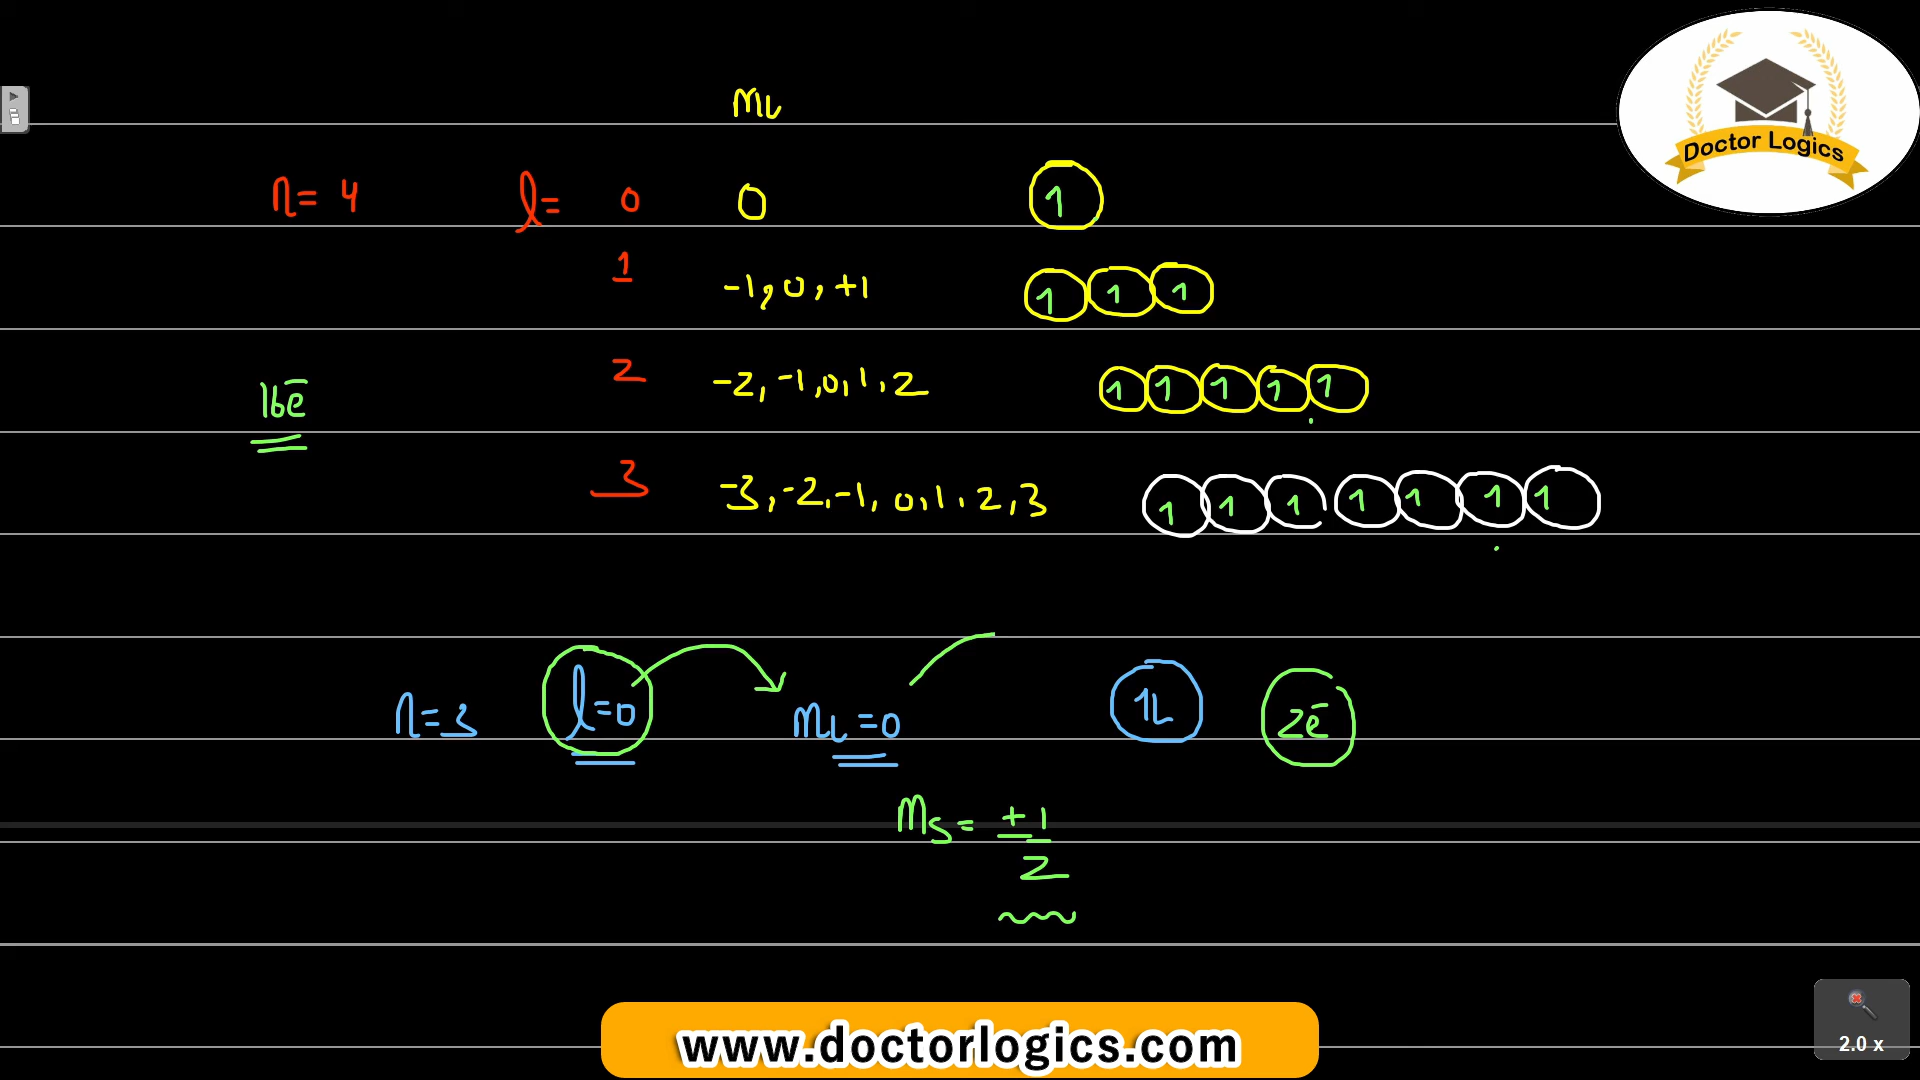 mL
Doctor Logics
n= 4 l= 0 0 1
1 -1, 0, +1 1 1 1
2 -2, -1, 0, 1, 2 1 1 1 1 1
16e̅
3 -3, -2, -1, 0, 1, 2, 3 1 1 1 1 1 1 1
n=3 l=0 mL=0 1L 2e̅
ms= +1
2
www.doctorlogics.com
2.0 x